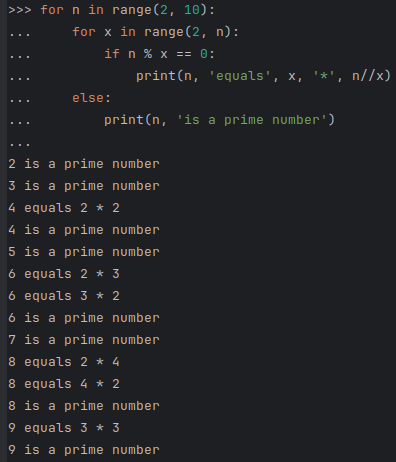 >>> for n in range(2, 10):
...     for x in range(2, n):
...         if n % x == 0:
...             print(n, 'equals', x, '*', n//x)
...     else:
...         print(n, 'is a prime number')
...
2 is a prime number
3 is a prime number
4 equals 2 * 2
4 is a prime number
5 is a prime number
6 equals 2 * 3
6 equals 3 * 2
6 is a prime number
7 is a prime number
8 equals 2 * 4
8 equals 4 * 2
8 is a prime number
9 equals 3 * 3
9 is a prime number